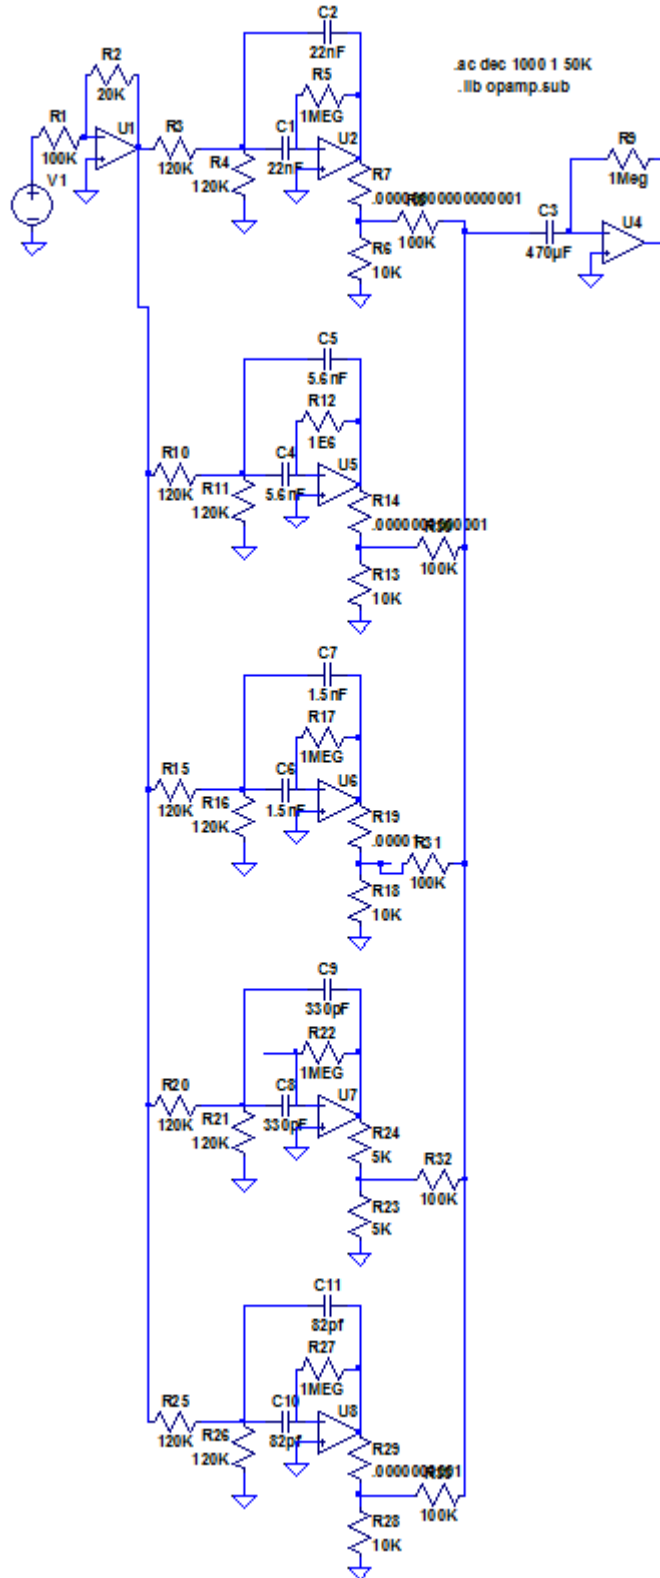 C2
22nF
R2
20K
R5
1MEG
.ac dec 1000 1 50K
.lib opamp.sub
R1
100K
U1
R3
120K
C1
22nF
U2
R9
1Meg
V1
R4
120K
R7
.00000000000000001
100K
C3
470µF
U4
R6
10K
C5
5.6nF
R12
1E6
R10
120K
C4
5.6nF
U5
R11
120K
R14
.0000000000001
100K
R13
10K
C7
1.5nF
R17
1MEG
R15
120K
C6
1.5nF
U6
R16
120K
R19
.00001
R31
100K
R18
10K
C9
330pF
R22
1MEG
R20
120K
C8
330pF
U7
R21
120K
R24
5K
R32
100K
R23
5K
C11
82pf
R27
1MEG
R25
120K
C10
82pf
U8
R26
120K
R29
100K
R28
10K